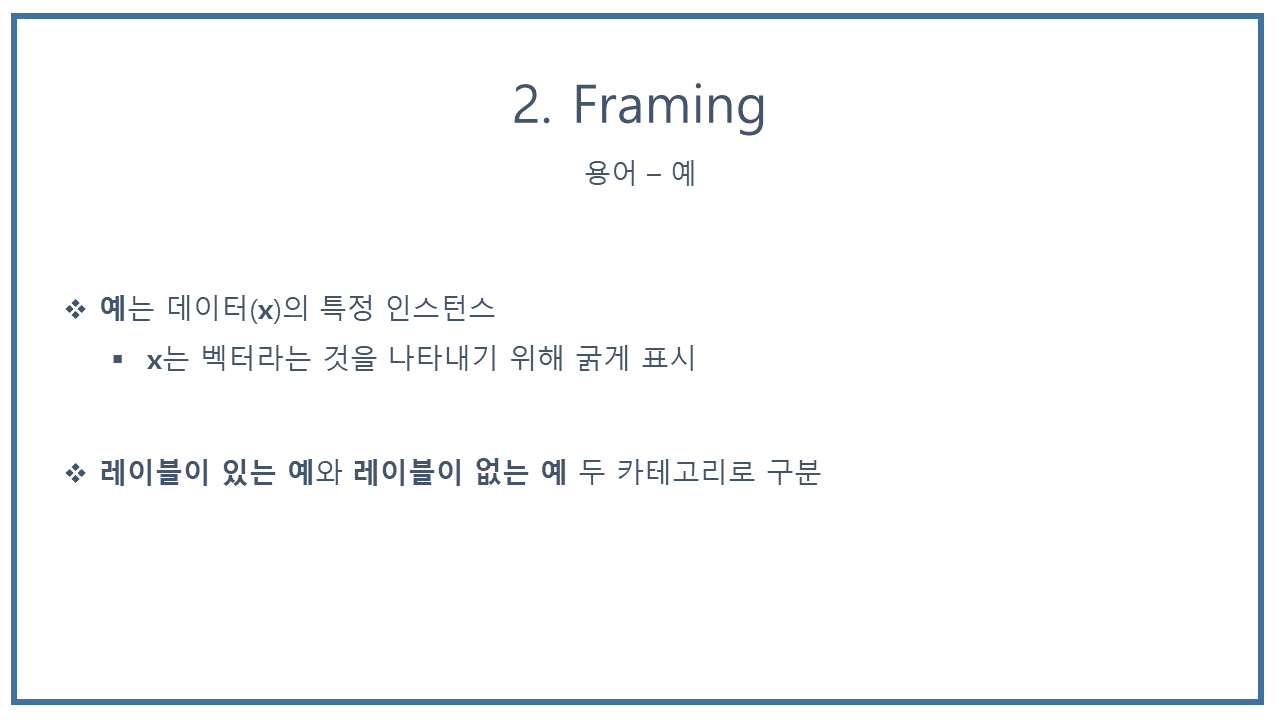 2. Framing
용어 – 예
❖ 예는 데이터(x)의 특정 인스턴스
▪ x는 벡터라는 것을 나타내기 위해 굵게 표시
❖ 레이블이 있는 예와 레이블이 없는 예 두 카테고리로 구분